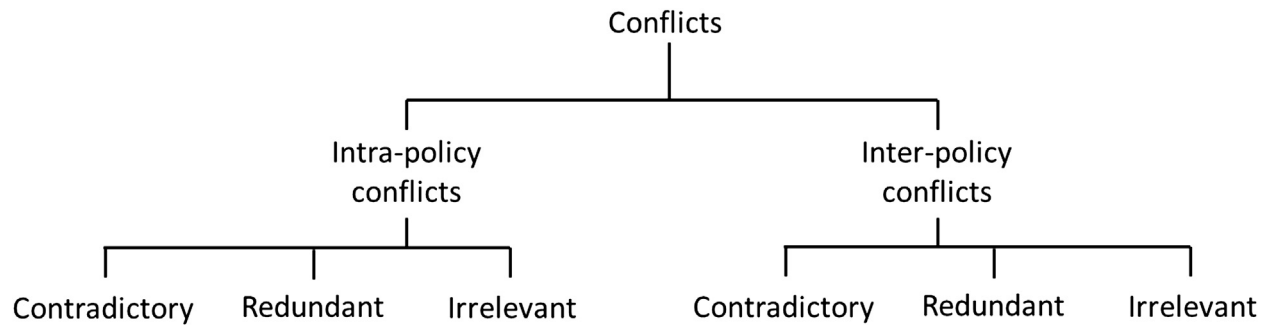 Conflicts
Intra-policy
conflicts
Inter-policy
conflicts
Contradictory
Redundant
Irrelevant
Contradictory
Redundant
Irrelevant